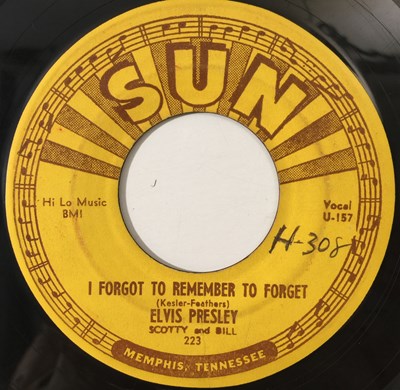 SUN
Hi Lo Music
BMI
Vocal
U-157
H-308
I FORGOT TO REMEMBER TO FORGET
(Kesler-Feathers)
ELVIS PRESLEY
SCOTTY and BILL
223
MEMPHIS, TENNESSEE